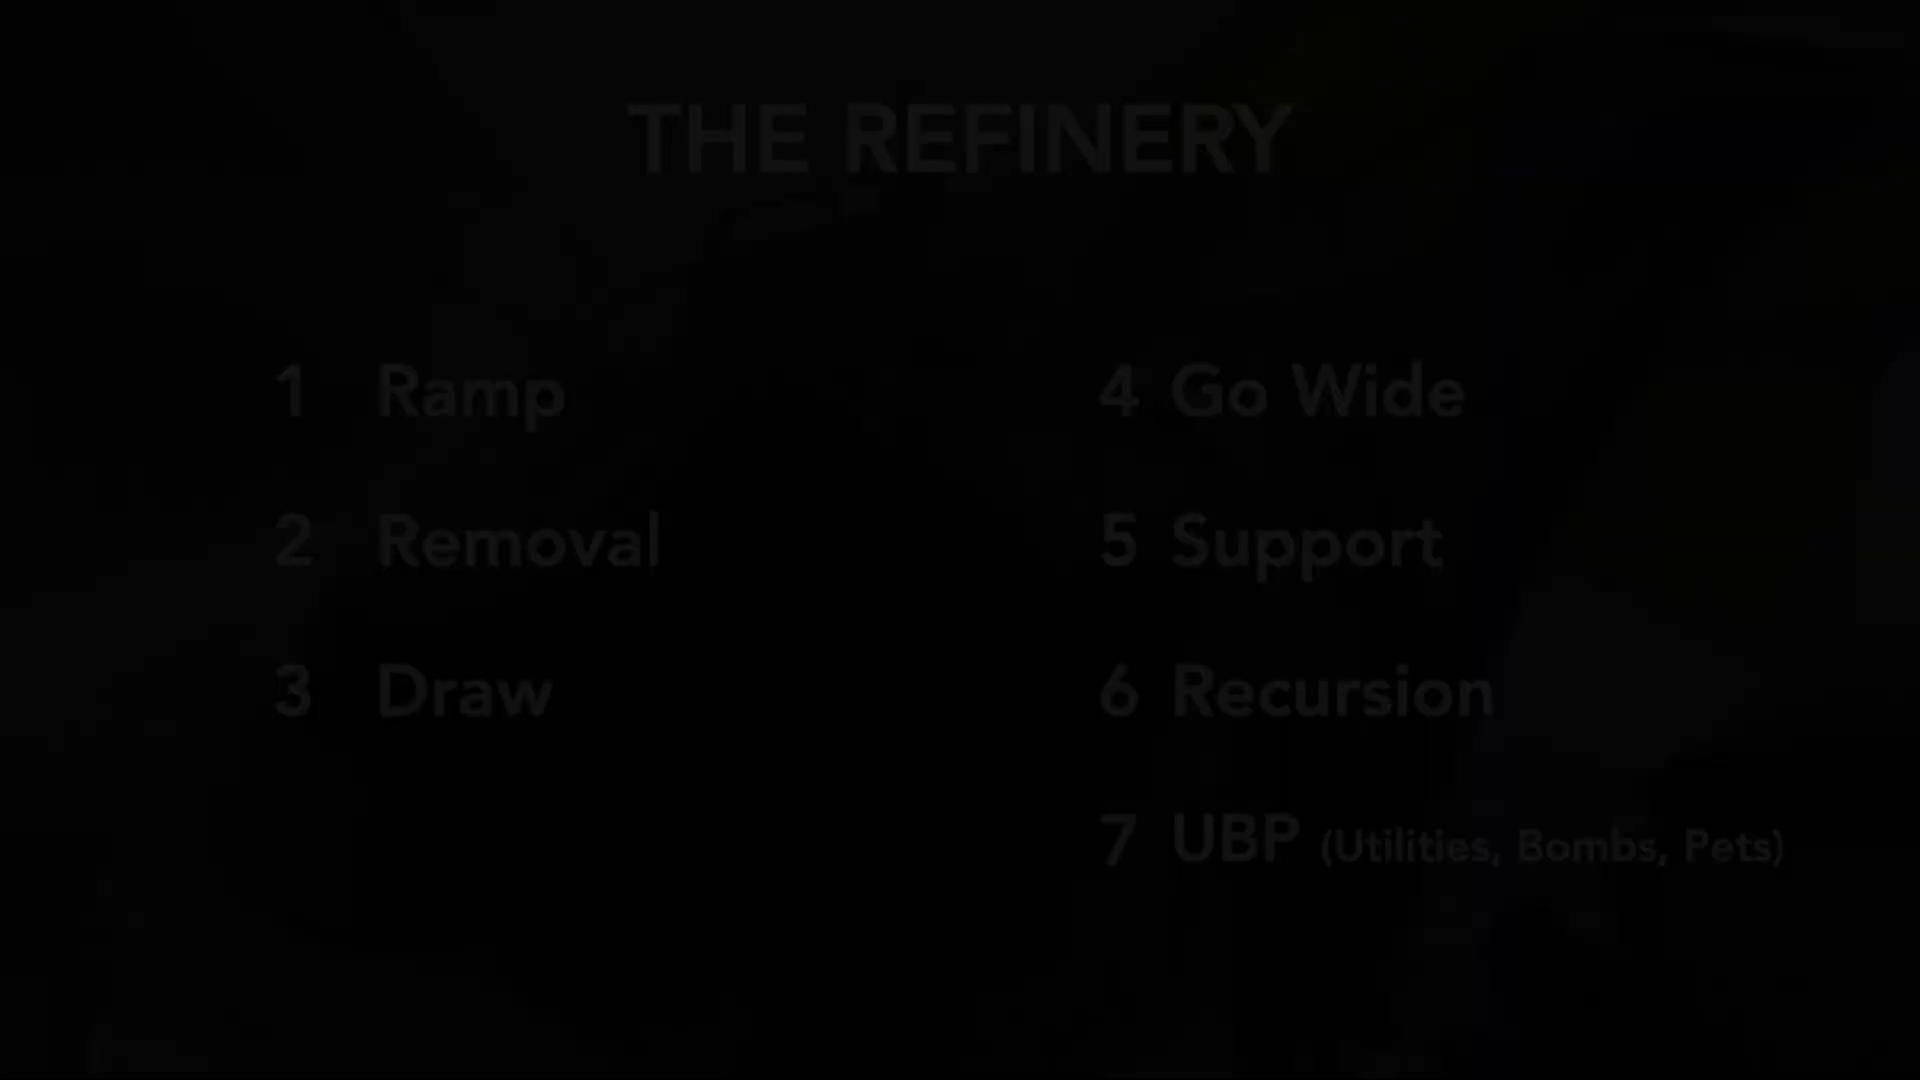 THE REFINERY
1 Ramp
2 Removal
3 Draw
4 Go Wide
5 Support
6 Recursion
7 UBP (Utilities, Bombs, Pets)